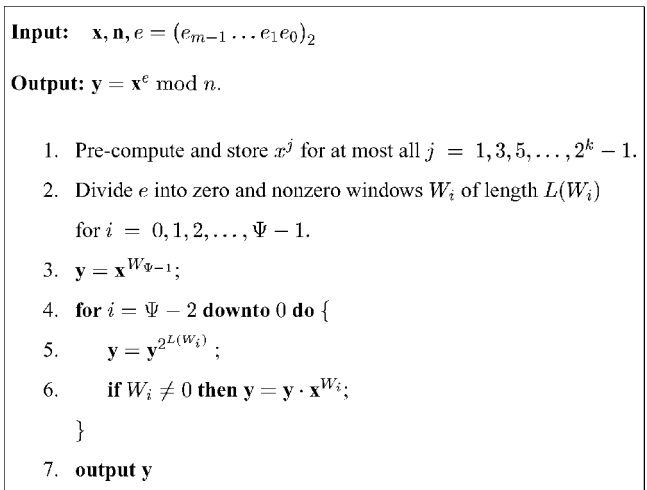 Input: x, n, e = (e_{m−1} … e_1e_0)_2
Output: y = x^e mod n.
1. Pre-compute and store x^j for at most all j = 1, 3, 5, …, 2^k − 1.
2. Divide e into zero and nonzero windows W_i of length L(W_i)
for i = 0, 1, 2, …, Ψ − 1.
3. y = x^{W_{Ψ−1}};
4. for i = Ψ − 2 downto 0 do {
5. y = y^{2^{L(W_i)}} ;
6. if W_i ≠ 0 then y = y · x^{W_i};
}
7. output y